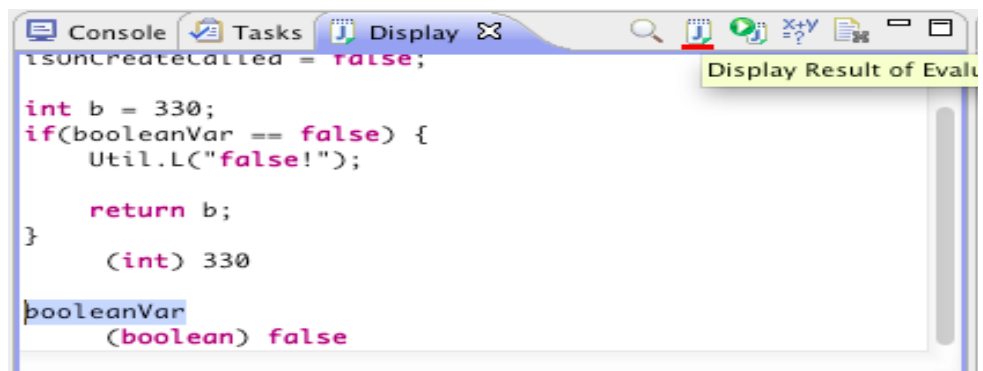 Console Tasks Display
isOnCreateCalled = false;
Display Result of Evalu
int b = 330;
if(booleanVar == false) {
Util.L("false!");
return b;
}
(int) 330
booleanVar
(boolean) false